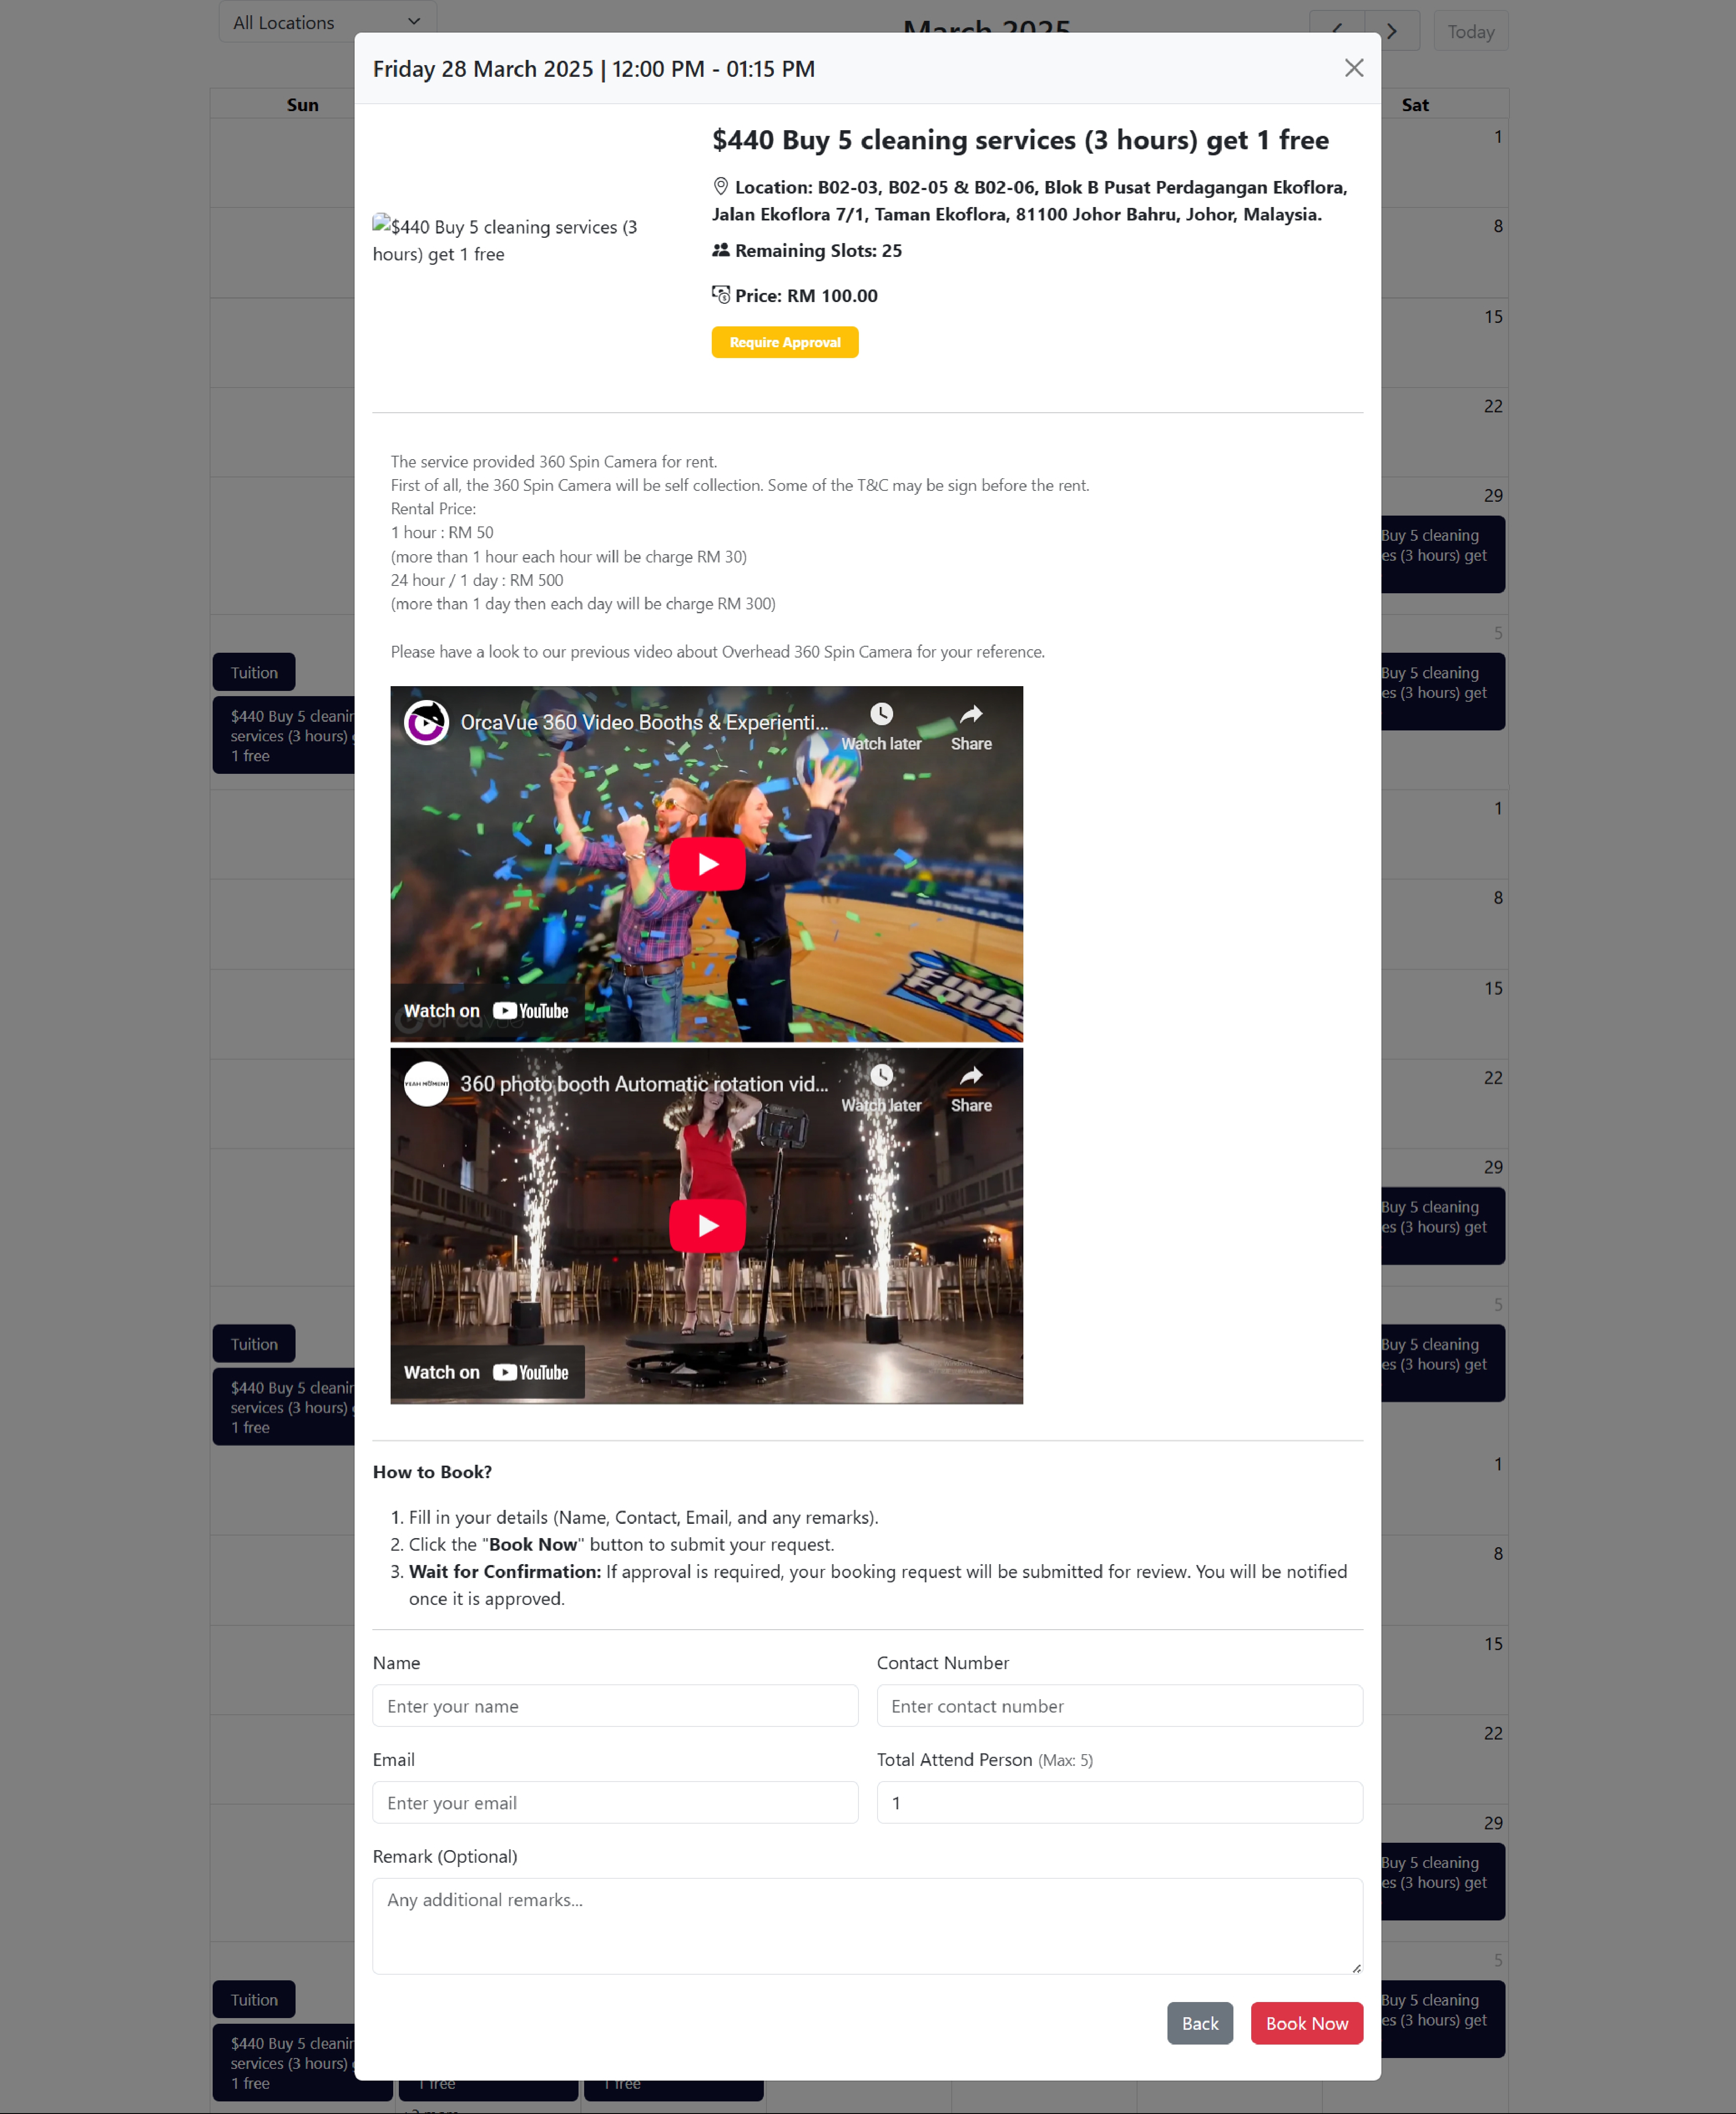 All Locations
March 2025
Today
Friday 28 March 2025 | 12:00 PM - 01:15 PM
Sun
Sat
$440 Buy 5 cleaning services (3 hours) get 1 free
Location: B02-03, B02-05 & B02-06, Blok B Pusat Perdagangan Ekoflora,
Jalan Ekoflora 7/1, Taman Ekoflora, 81100 Johor Bahru, Johor, Malaysia.
$440 Buy 5 cleaning services (3
hours) get 1 free
Remaining Slots: 25
Price: RM 100.00
Require Approval
1
8
15
22
29
Buy 5 cleaning
es (3 hours) get
5
Buy 5 cleaning
es (3 hours) get
Tuition
$440 Buy 5 cleanin
services (3 hours)
1 free
The service provided 360 Spin Camera for rent.
First of all, the 360 Spin Camera will be self collection. Some of the T&C may be sign before the rent.
Rental Price:
1 hour : RM 50
(more than 1 hour each hour will be charge RM 30)
24 hour / 1 day : RM 500
(more than 1 day then each day will be charge RM 300)
Please have a look to our previous video about Overhead 360 Spin Camera for your reference.
OrcaVue 360 Video Booths & Experienti...
Watch later
Share
FINAL
FOUR
Watch on YouTube
YEAH MOMENT
360 photo booth Automatic rotation vid...
Watch later
Share
Watch on YouTube
1
8
15
22
29
Buy 5 cleaning
es (3 hours) get
5
Buy 5 cleaning
es (3 hours) get
Tuition
$440 Buy 5 cleanin
services (3 hours)
1 free
How to Book?
1. Fill in your details (Name, Contact, Email, and any remarks).
2. Click the "Book Now" button to submit your request.
3. Wait for Confirmation: If approval is required, your booking request will be submitted for review. You will be notified
once it is approved.
Name
Contact Number
Enter your name
Enter contact number
Email
Total Attend Person (Max: 5)
Enter your email
1
Remark (Optional)
Any additional remarks...
Back
Book Now
1
8
15
22
29
Buy 5 cleaning
es (3 hours) get
5
Buy 5 cleaning
es (3 hours) get
Tuition
$440 Buy 5 cleanin
services (3 hours)
1 free
1 free
1 free